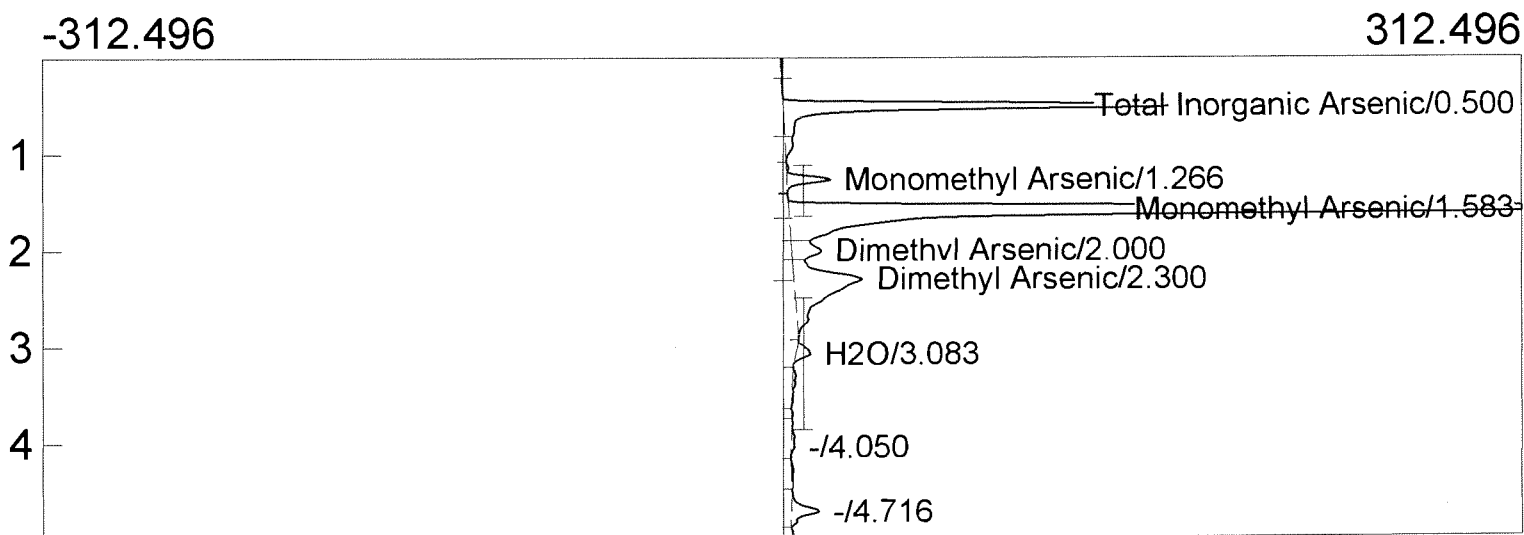 -312.496 312.496
Total Inorganic Arsenic/0.500
1
Monomethyl Arsenic/1.266
Monomethyl Arsenic/1.583
2 Dimethvl Arsenic/2.000
Dimethyl Arsenic/2.300
3 H2O/3.083
4 -/4.050
-/4.716